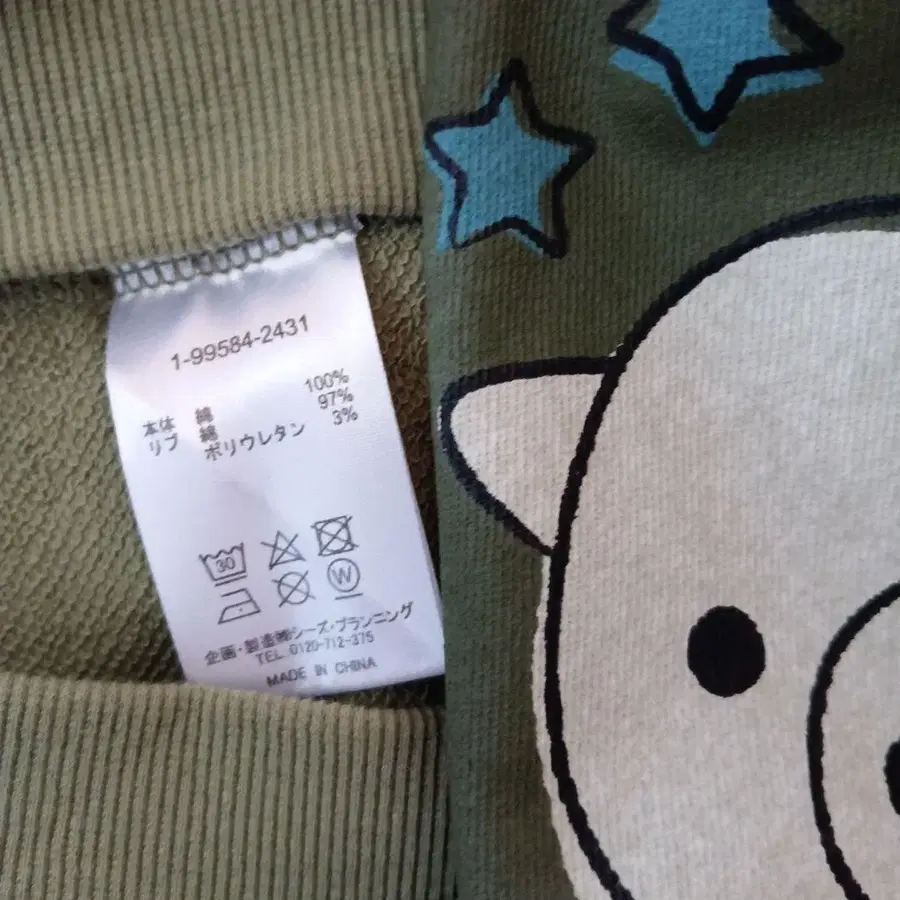 1-99584-2431
本体 綿 100%
リブ 綿 97%
ポリウレタン 3%
30
W
企画・製造㈱シーズ・プランニング
TEL 0120-712-375
MADE IN CHINA